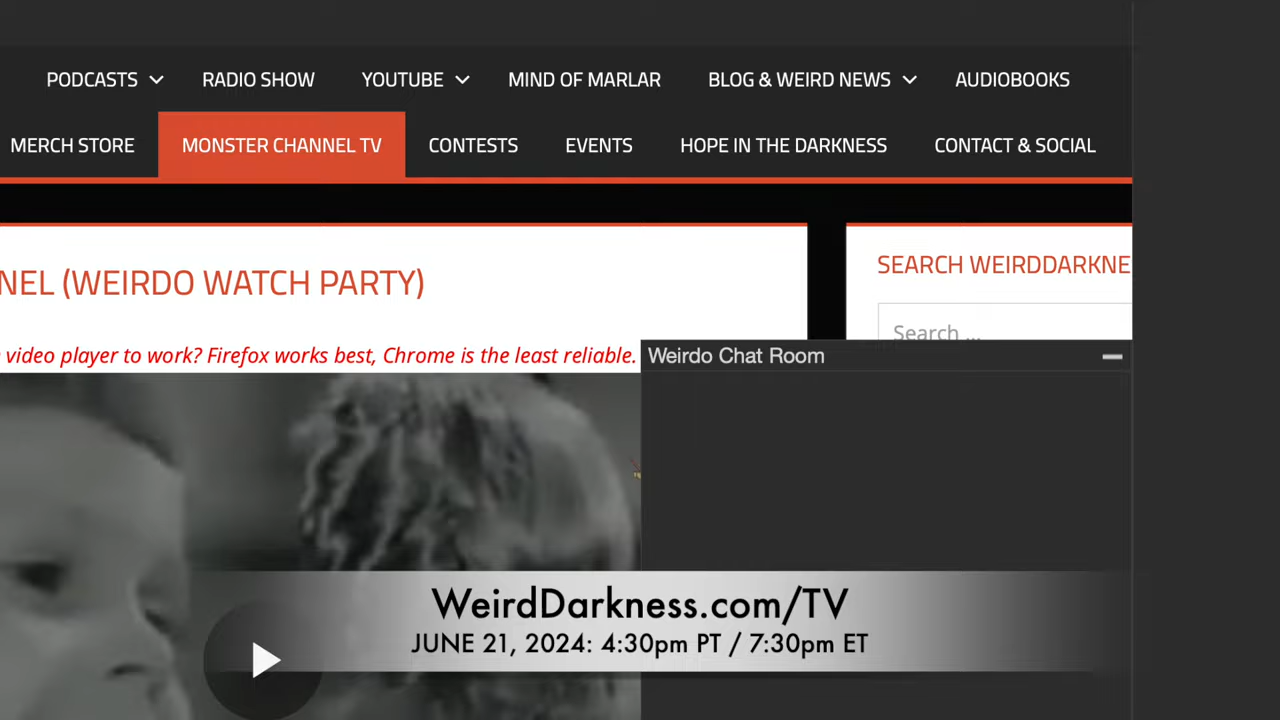 PODCASTS RADIO SHOW YOUTUBE MIND OF MARLAR BLOG & WEIRD NEWS AUDIOBOOKS
MERCH STORE MONSTER CHANNEL TV CONTESTS EVENTS HOPE IN THE DARKNESS CONTACT & SOCIAL
NEL (WEIRDO WATCH PARTY)
SEARCH WEIRDDARKNE
Search ...
video player to work? Firefox works best, Chrome is the least reliable.
Weirdo Chat Room
WeirdDarkness.com/TV
JUNE 21, 2024: 4:30pm PT / 7:30pm ET